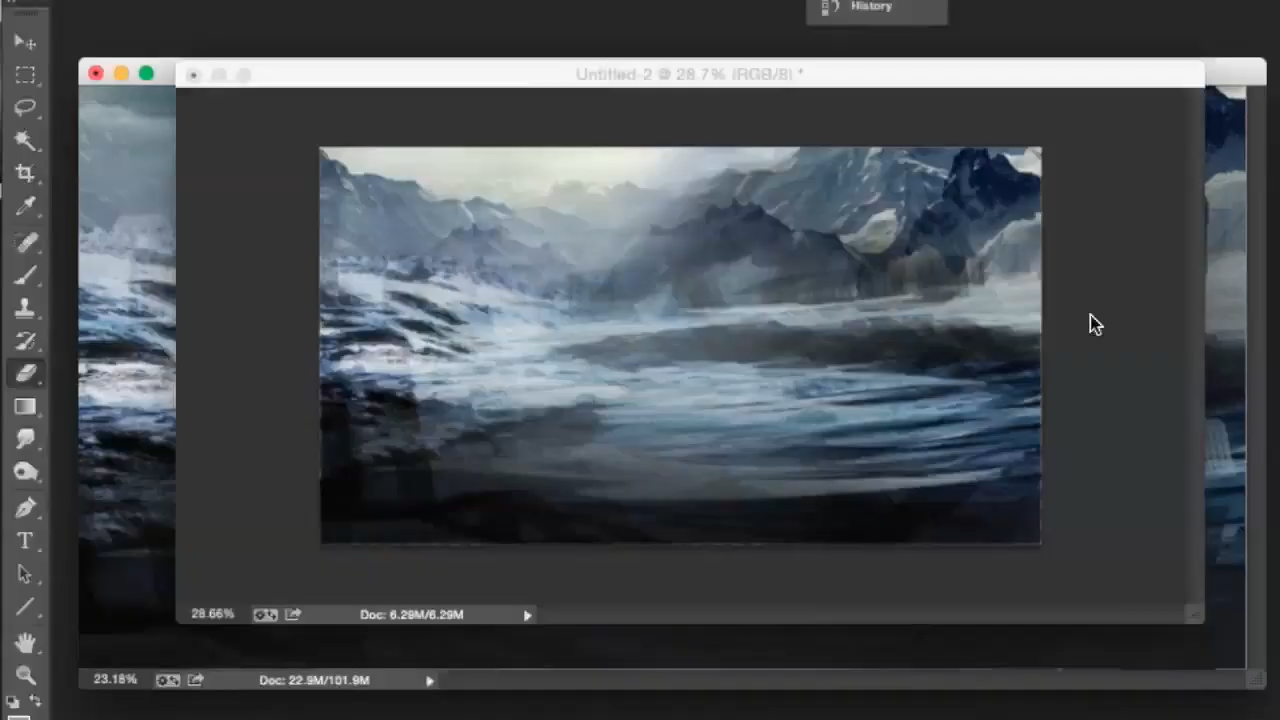 History
Untitled-2 @ 28.7% (RGB/8) *
28.66%
Doc: 6.29M/6.29M
23.18%
Doc: 22.9M/101.9M